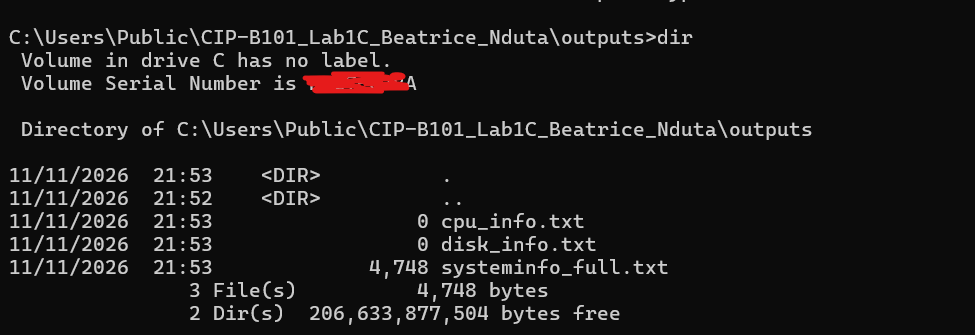 C:\Users\Public\CIP-B101_Lab1C_Beatrice_Nduta\outputs>dir
 Volume in drive C has no label.
 Volume Serial Number is

 Directory of C:\Users\Public\CIP-B101_Lab1C_Beatrice_Nduta\outputs

11/11/2026  21:53    <DIR>          .
11/11/2026  21:52    <DIR>          ..
11/11/2026  21:53                 0 cpu_info.txt
11/11/2026  21:53                 0 disk_info.txt
11/11/2026  21:53             4,748 systeminfo_full.txt
               3 File(s)          4,748 bytes
               2 Dir(s)  206,633,877,504 bytes free